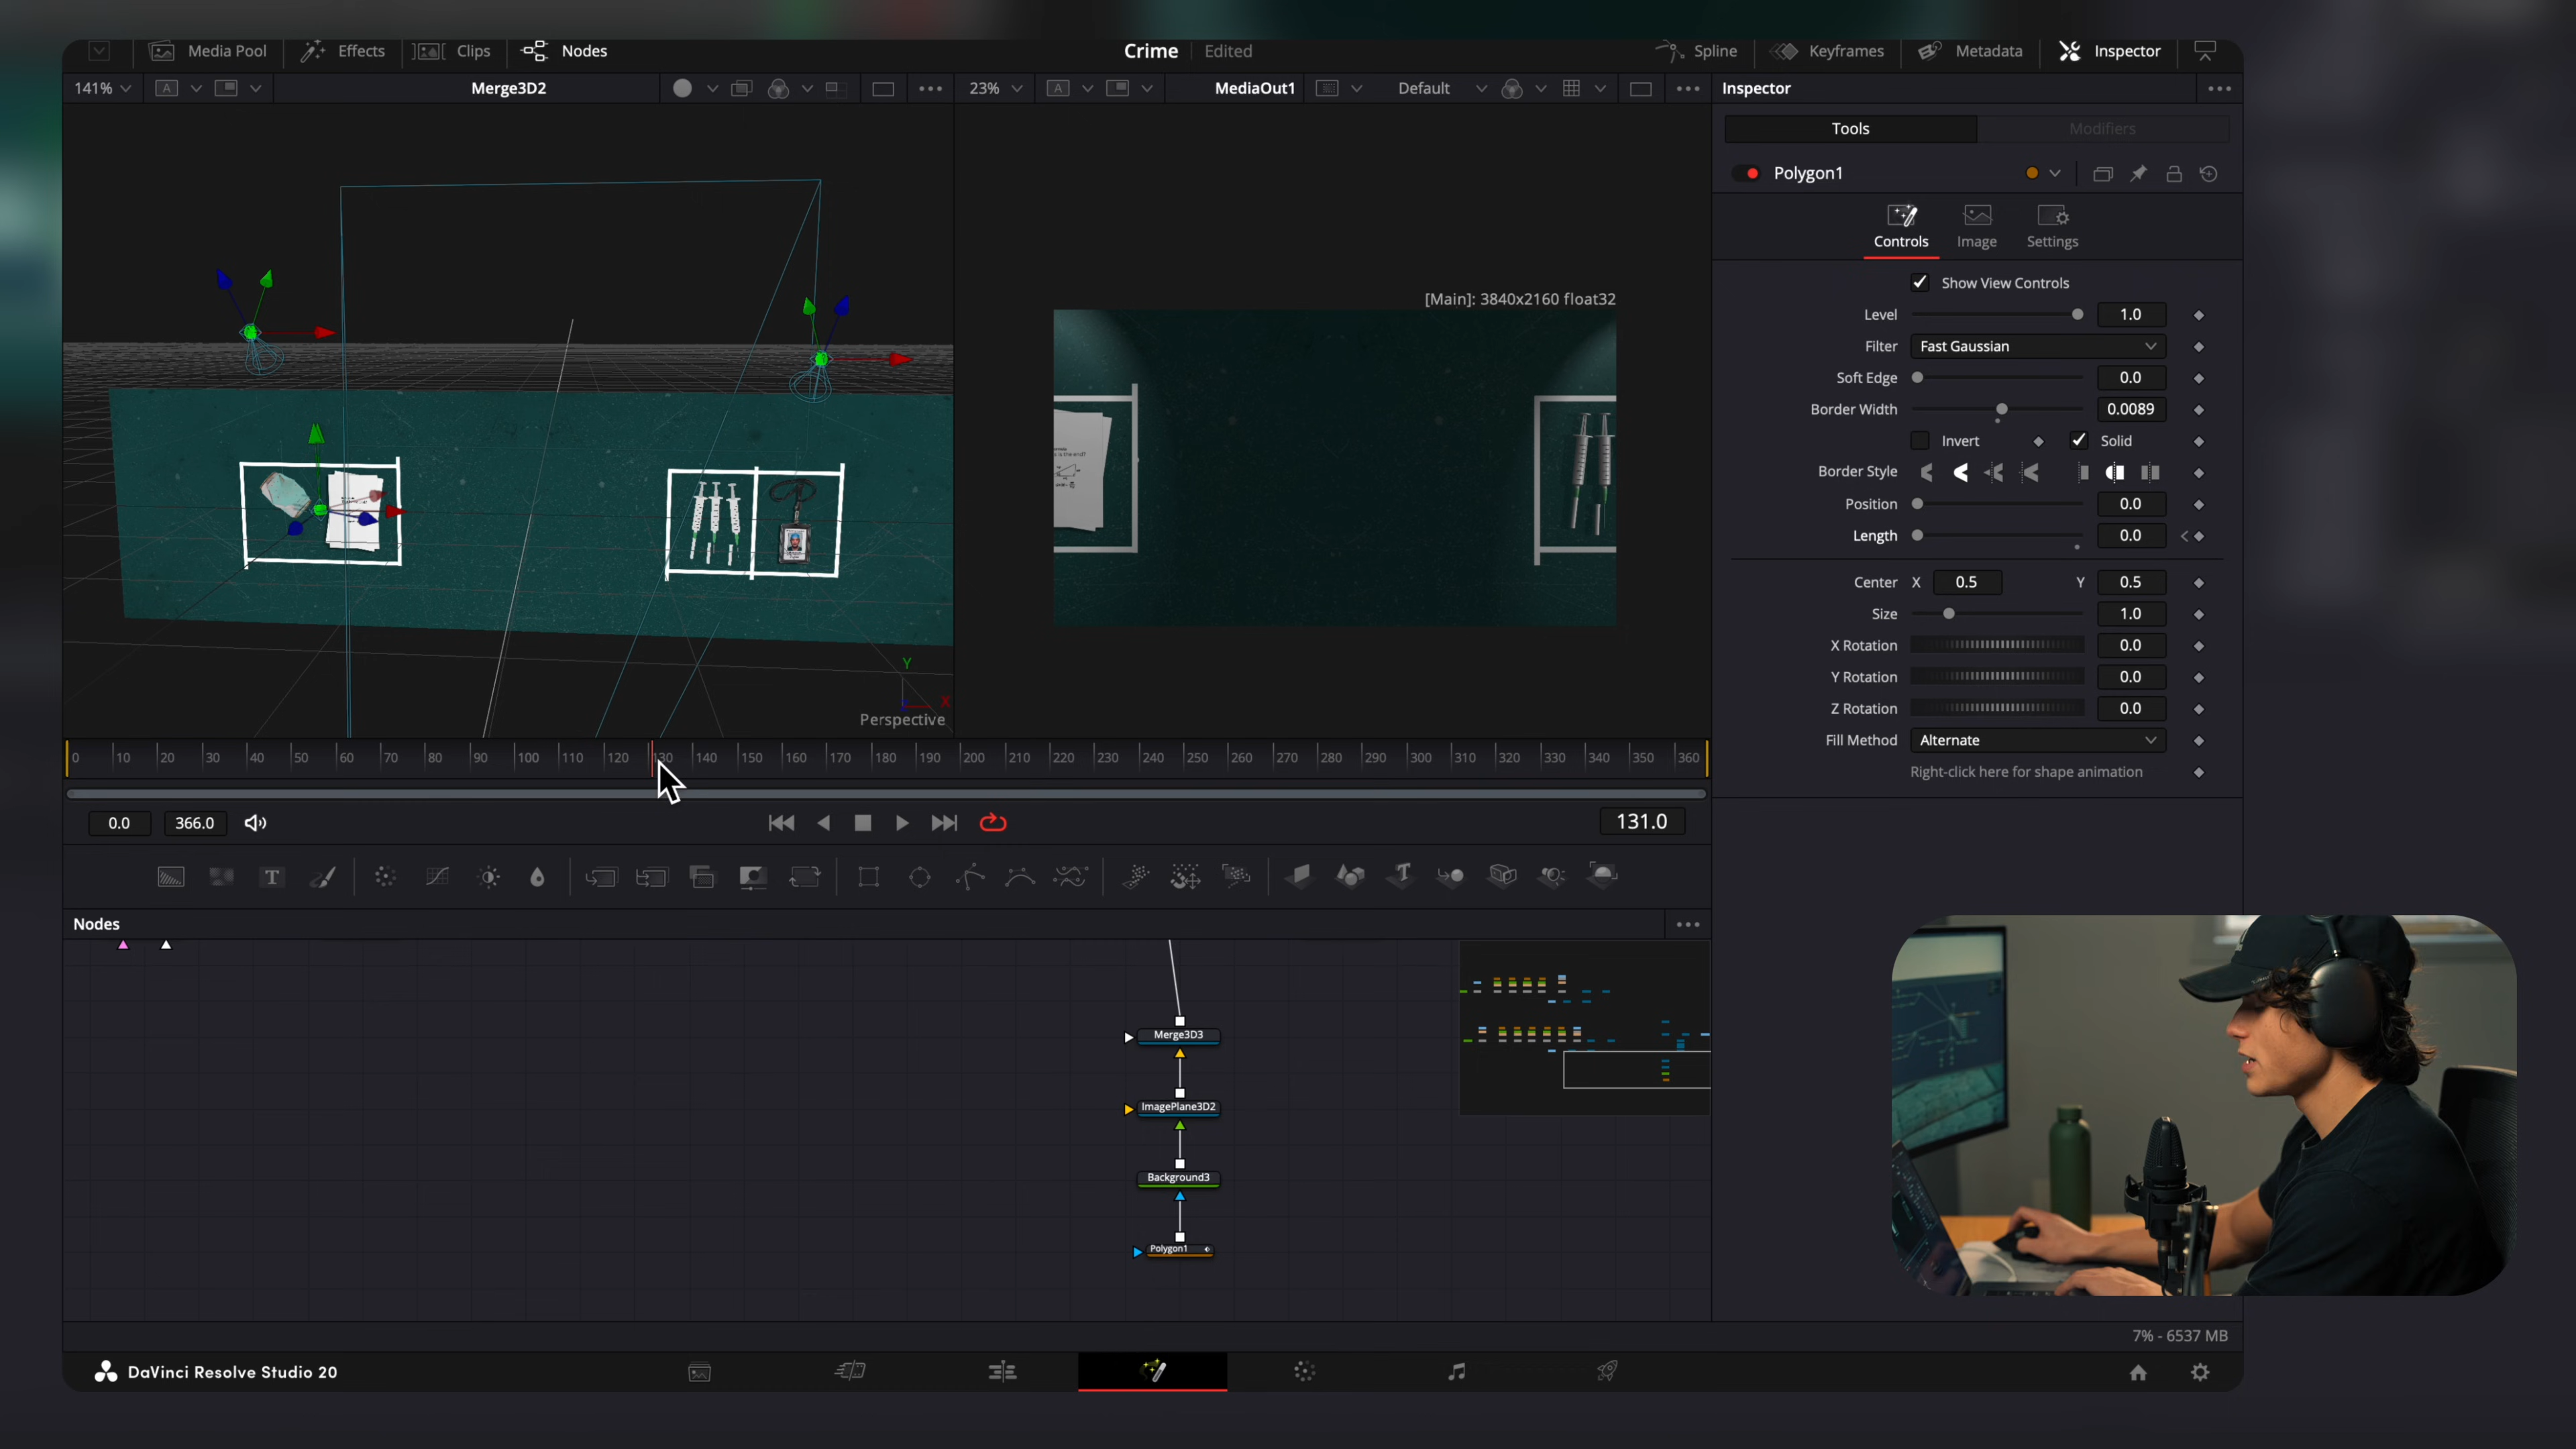 Media Pool Effects Clips Nodes Crime Edited Spline Keyframes Metadata Inspector
141% A Merge3D2 23% A MediaOut1 Default Inspector
Tools Modifiers
Polygon1
Controls Image Settings
Show View Controls
Level 1.0
Filter Fast Gaussian
Soft Edge 0.0
Border Width 0.0089
Invert Solid
Border Style
Position 0.0
Length 0.0
Center X 0.5 Y 0.5
Size 1.0
X Rotation 0.0
Y Rotation 0.0
Z Rotation 0.0
Fill Method Alternate
Right-click here for shape animation
[Main]: 3840x2160 float32
is the end?
Y
X
Perspective
0 10 20 30 40 50 60 70 80 90 100 110 120 130 140 150 160 170 180 190 200 210 220 230 240 250 260 270 280 290 300 310 320 330 340 350 360
0.0 366.0 131.0
T T
Nodes
Merge3D3
ImagePlane3D2
Background3
Polygon1
7% - 6537 MB
DaVinci Resolve Studio 20